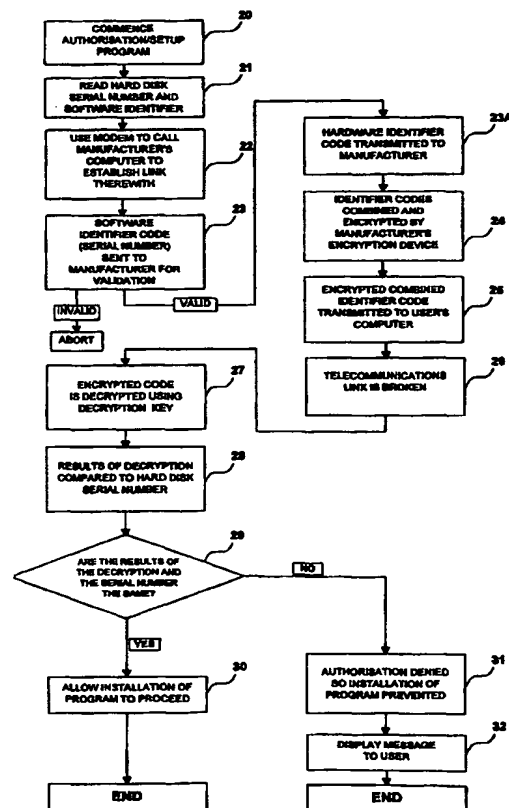 20
COMMENCE
AUTHORISATION/SETUP
PROGRAM
21
READ HARD DISK
SERIAL NUMBER AND
SOFTWARE IDENTIFIER
22
USE MODEM TO CALL
MANUFACTURER'S
COMPUTER TO
ESTABLISH LINK
THEREWITH
23
SOFTWARE
IDENTIFIER CODE
(SERIAL NUMBER)
SENT TO
MANUFACTURER FOR
VALIDATION
INVALID
VALID
ABORT
23A
HARDWARE IDENTIFIER
CODE TRANSMITTED TO
MANUFACTURER
24
IDENTIFIER CODES
COMBINED AND
ENCRYPTED BY
MANUFACTURER'S
ENCRYPTION DEVICE
25
ENCRYPTED COMBINED
IDENTIFIER CODE
TRANSMITTED TO USER'S
COMPUTER
26
TELECOMMUNICATIONS
LINK IS BROKEN
27
ENCRYPTED CODE
IS DECRYPTED USING
DECRYPTION KEY
28
RESULTS OF DECRYPTION
COMPARED TO HARD DISK
SERIAL NUMBER
29
ARE THE RESULTS OF
THE DECRYPTION AND
THE SERIAL NUMBER
THE SAME?
NO
YES
30
ALLOW INSTALLATION OF
PROGRAM TO PROCEED
END
31
AUTHORISATION DENIED
SO INSTALLATION OF
PROGRAM PREVENTED
32
DISPLAY MESSAGE
TO USER
END